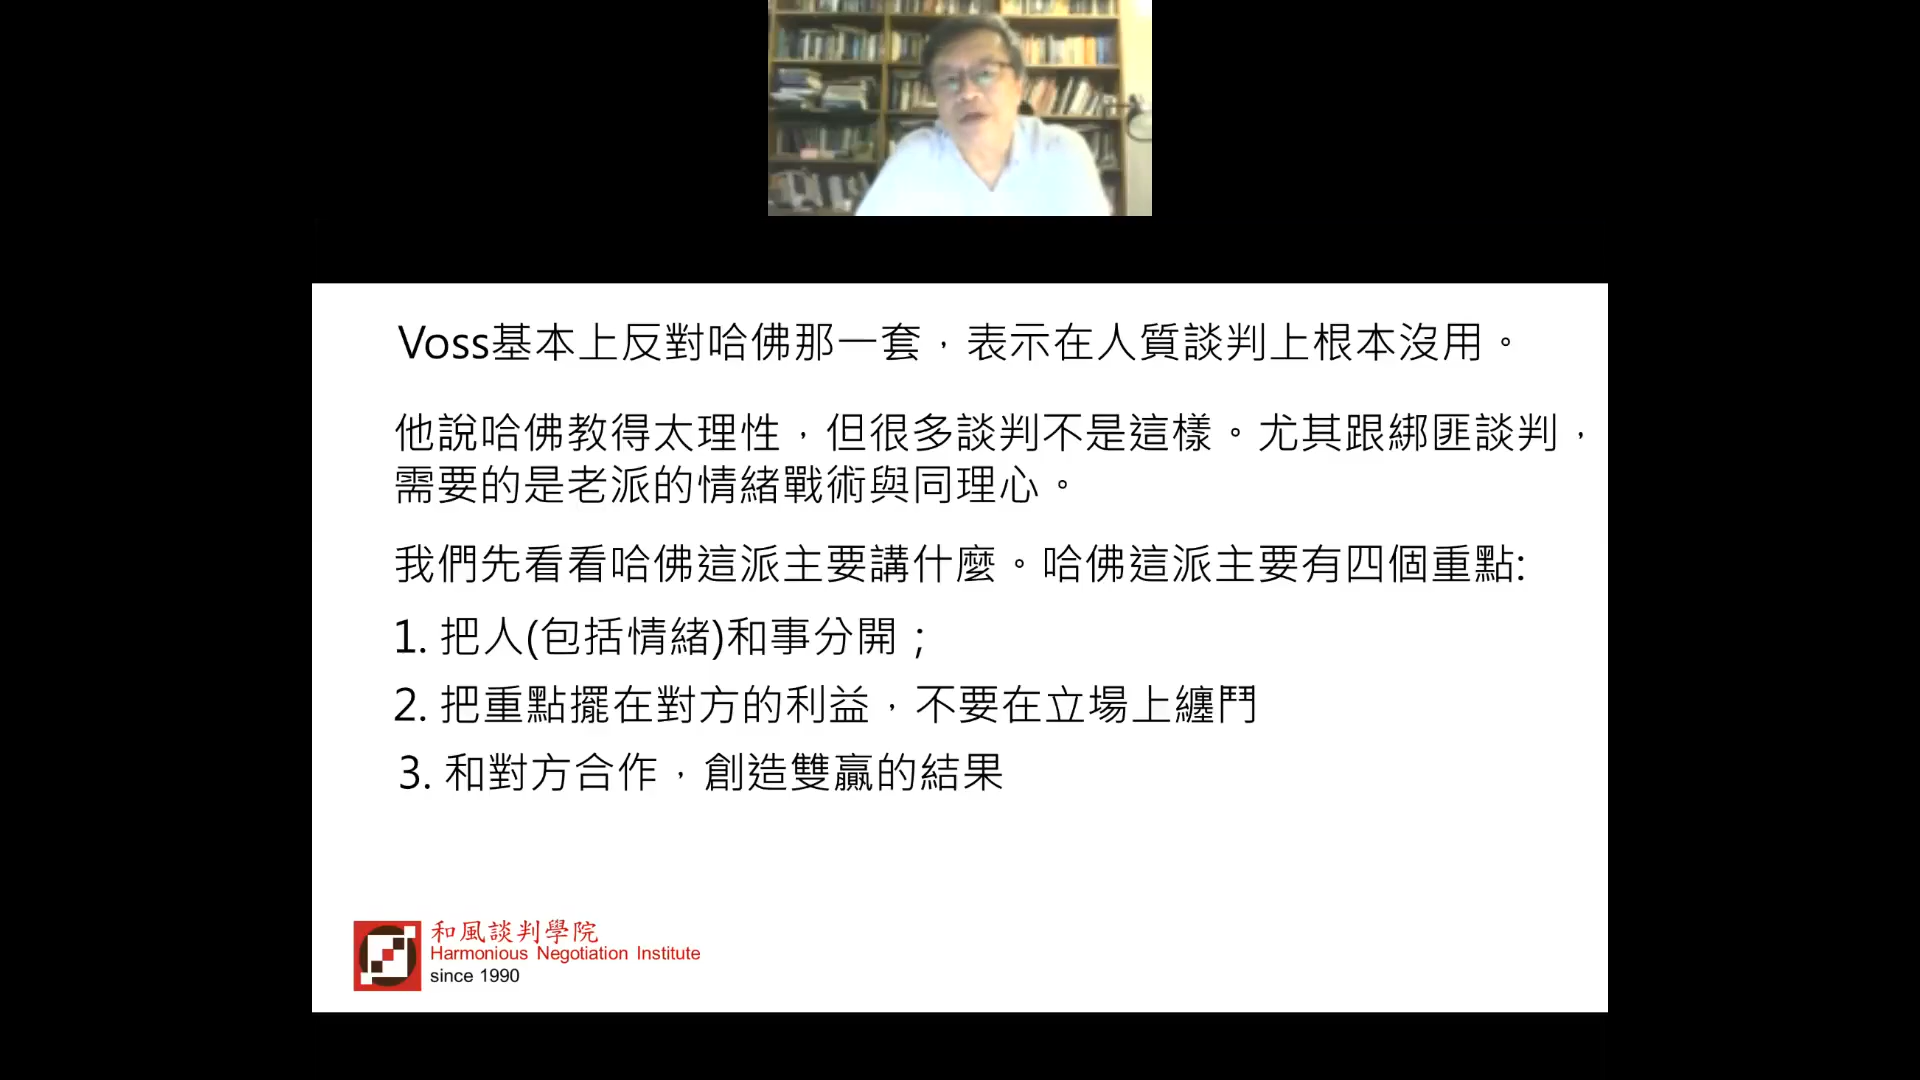 Voss基本上反對哈佛那一套，表示在人質談判上根本沒用。
他說哈佛教得太理性，但很多談判不是這樣。尤其跟綁匪談判，
需要的是老派的情緒戰術與同理心。
我們先看看哈佛這派主要講什麼。哈佛這派主要有四個重點:
1. 把人(包括情緒)和事分開；
2. 把重點擺在對方的利益，不要在立場上纏鬥
3. 和對方合作，創造雙贏的結果
和風談判學院
Harmonious Negotiation Institute
since 1990